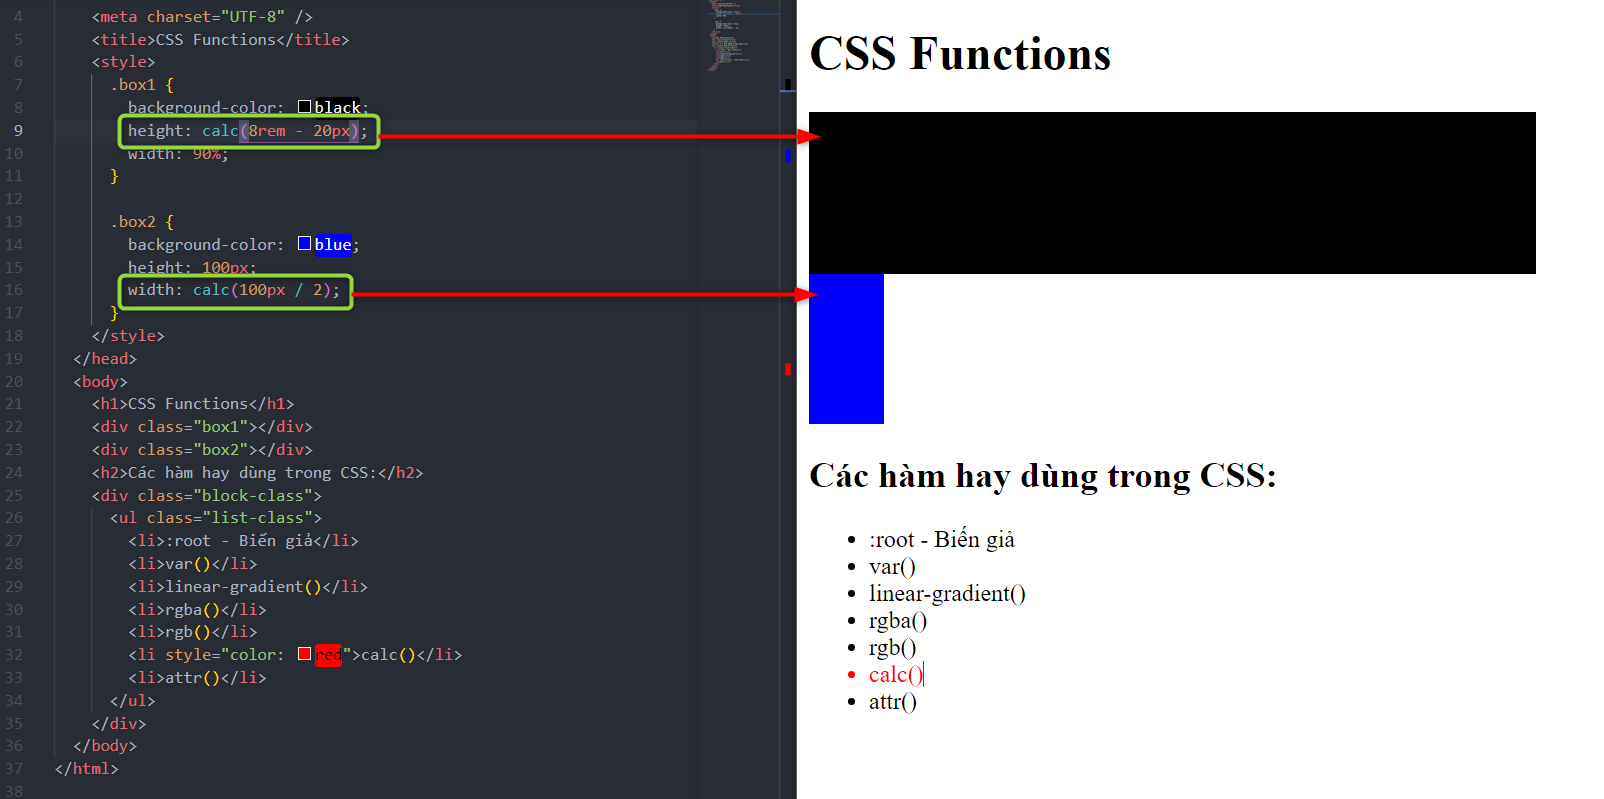 4 <meta charset="UTF-8" />
5 <title>CSS Functions</title>
6 <style>
7 .box1 {
8 background-color: black;
9 height: calc(8rem - 20px);
10 width: 90%;
11 }
12
13 .box2 {
14 background-color: blue;
15 height: 100px;
16 width: calc(100px / 2);
17 }
18 </style>
19 </head>
20 <body>
21 <h1>CSS Functions</h1>
22 <div class="box1"></div>
23 <div class="box2"></div>
24 <h2>Các hàm hay dùng trong CSS:</h2>
25 <div class="block-class">
26 <ul class="list-class">
27 <li>:root - Biến giả</li>
28 <li>var()</li>
29 <li>linear-gradient()</li>
30 <li>rgba()</li>
31 <li>rgb()</li>
32 <li style="color: red">calc()</li>
33 <li>attr()</li>
34 </ul>
35 </div>
36 </body>
37 </html>
38
CSS Functions
Các hàm hay dùng trong CSS:
:root - Biến giả
var()
linear-gradient()
rgba()
rgb()
calc()
attr()